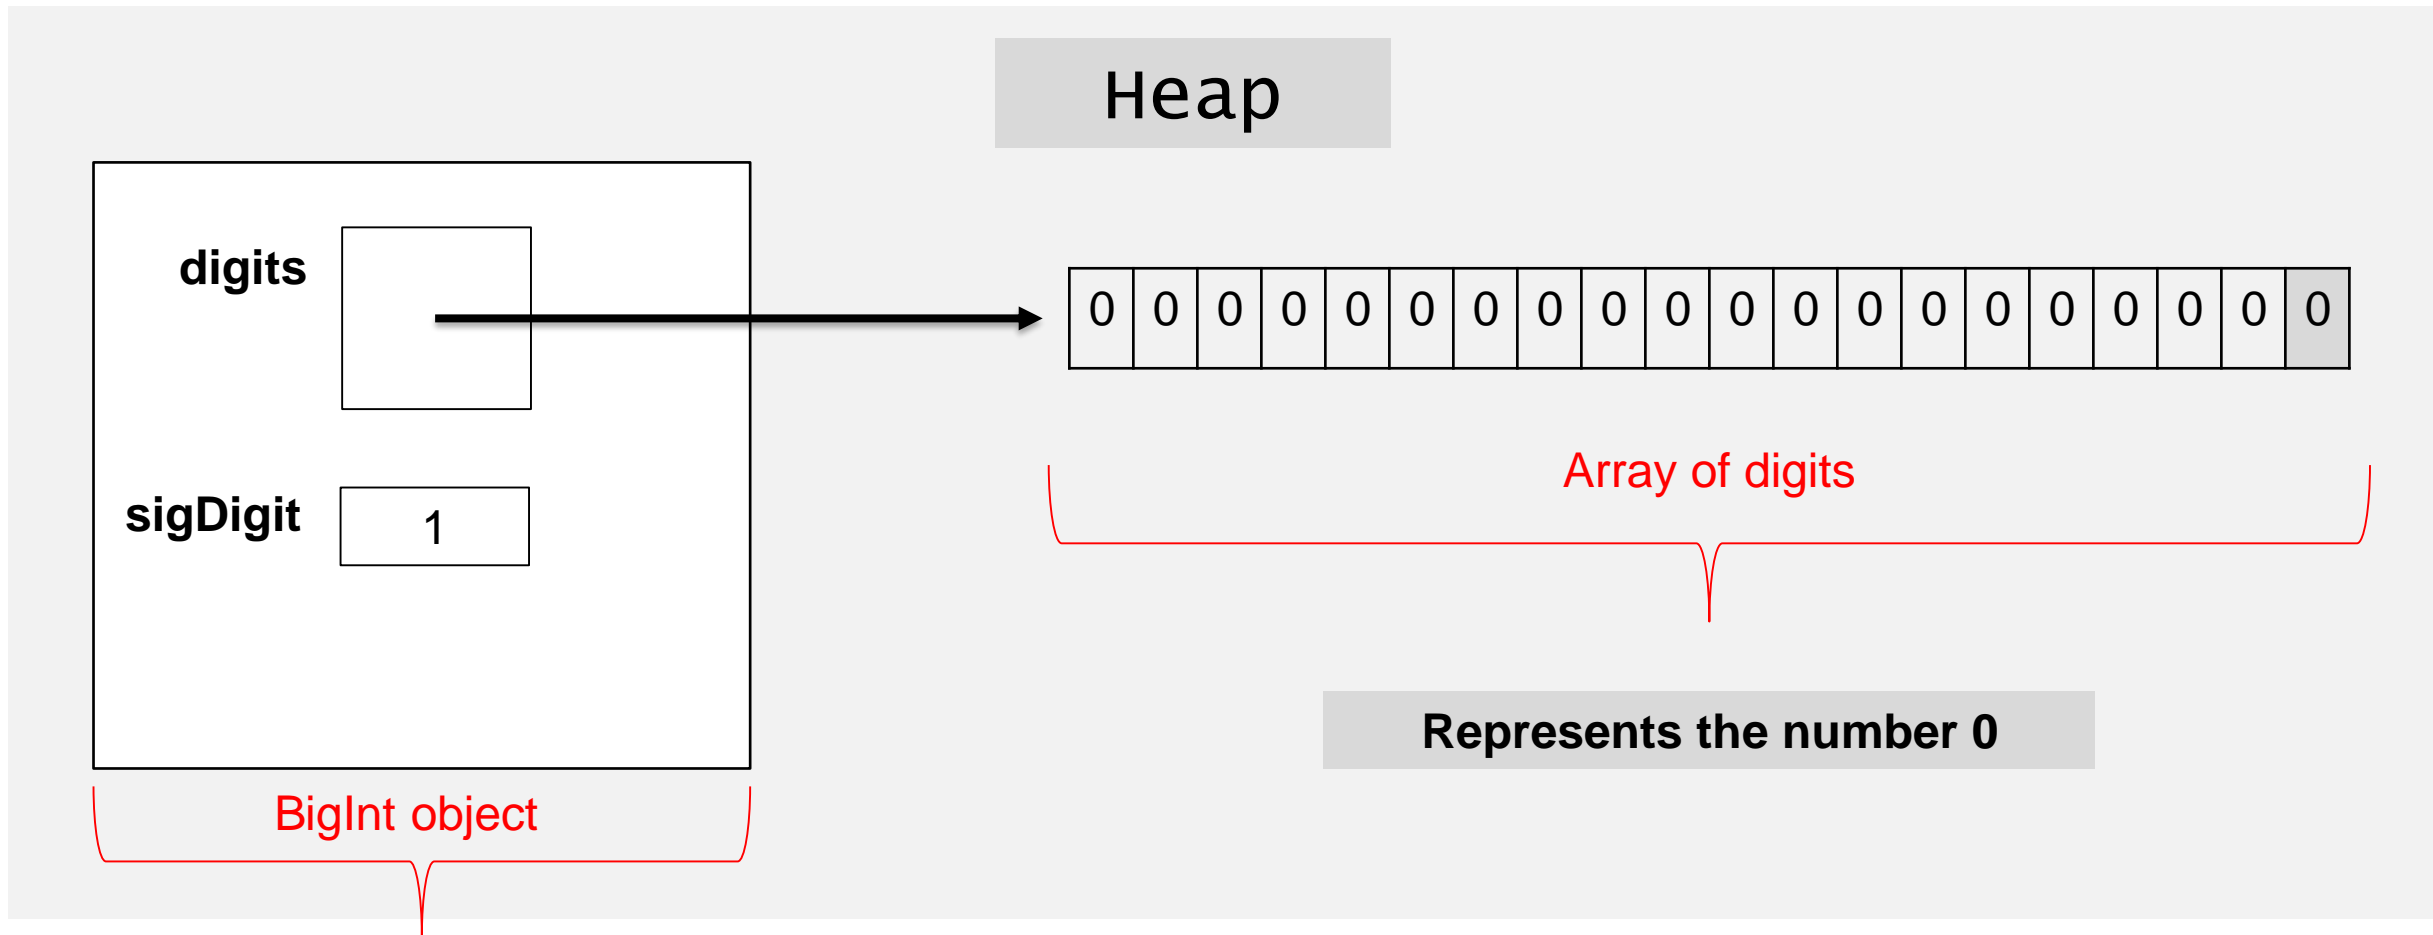 Heap
digits
0 0 0 0 0 0 0 0 0 0 0 0 0 0 0 0 0 0 0 0
sigDigit
1
Array of digits
Represents the number 0
BigInt object